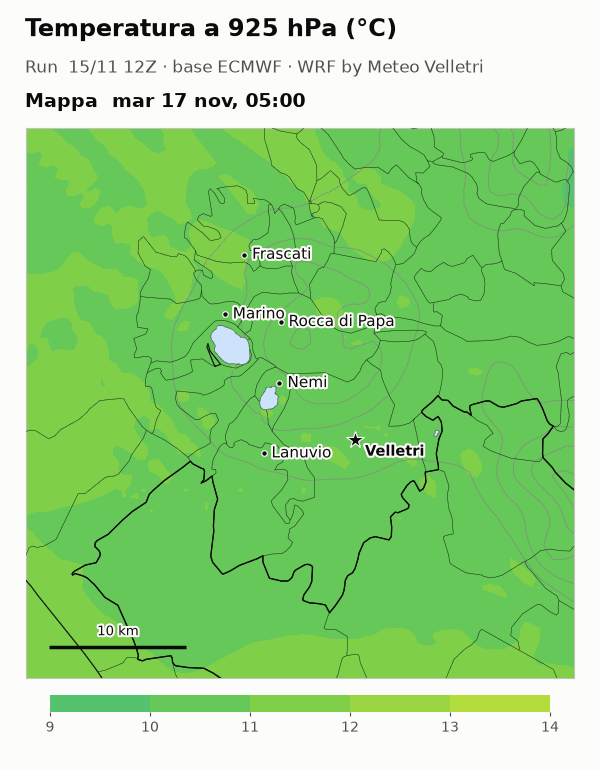 Temperatura a 925 hPa (°C)
Run  15/11 12Z · base ECMWF · WRF by Meteo Velletri
Mappa  mar 17 nov, 05:00
Frascati
Marino
Rocca di Papa
Nemi
Velletri
Lanuvio
10 km
9 10 11 12 13 14